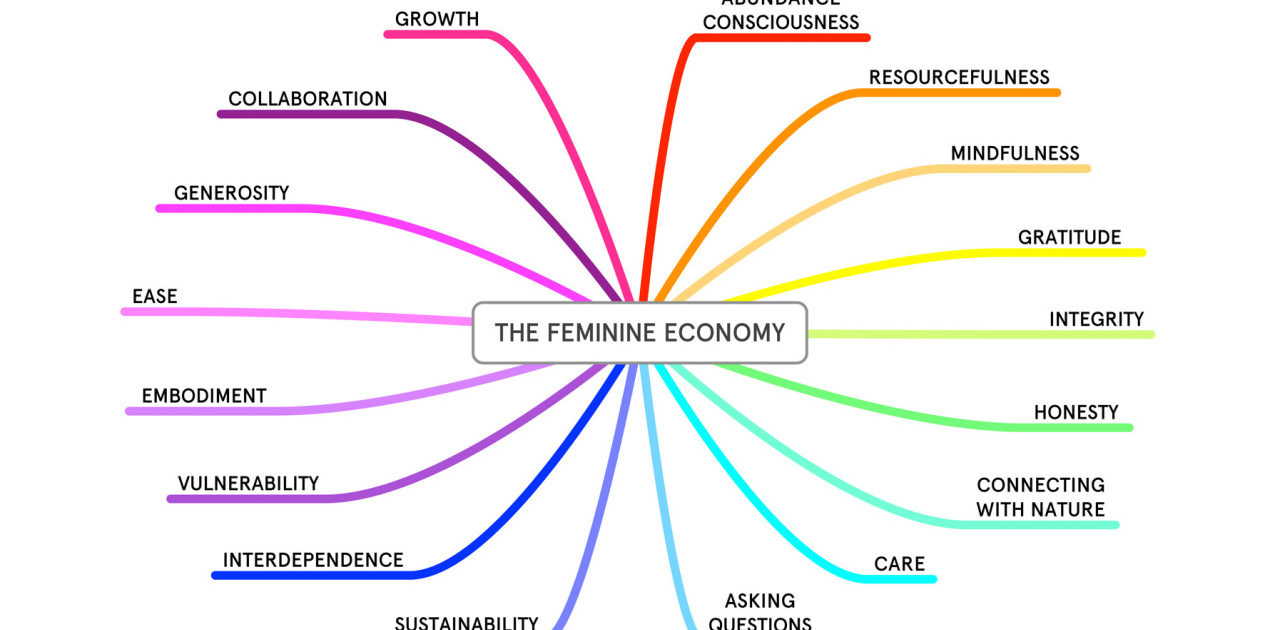 GROWTH
ABUNDANCE
CONSCIOUSNESS
RESOURCEFULNESS
COLLABORATION
MINDFULNESS
GENEROSITY
GRATITUDE
EASE
INTEGRITY
THE FEMININE ECONOMY
EMBODIMENT
HONESTY
VULNERABILITY
CONNECTING
WITH NATURE
INTERDEPENDENCE
CARE
ASKING
QUESTIONS
SUSTAINABILITY